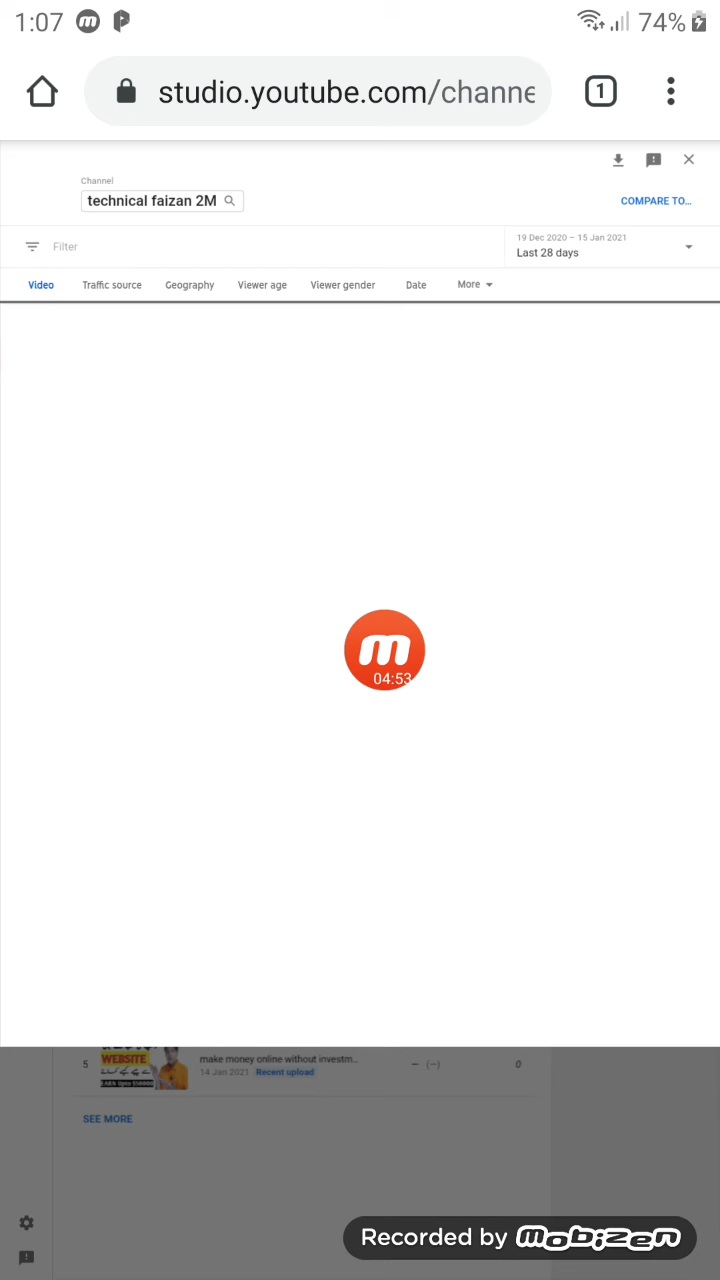 1:07
74%
studio.youtube.com/channe
1
Channel
technical faizan 2M
COMPARE TO...
Filter
19 Dec 2020 – 15 Jan 2021
Last 28 days
Video Traffic source Geography Viewer age Viewer gender Date More
m
04:53
5
WEBSITE
make money online without investm...
— (—)
0
14 Jan 2021 Recent upload
SEE MORE
Recorded by mobizen